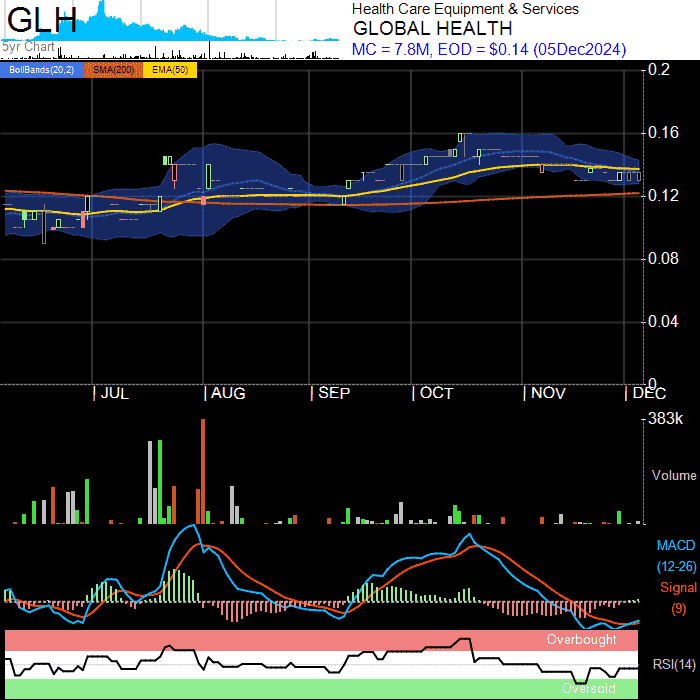 GLH
5yr Chart
Health Care Equipment & Services
GLOBAL HEALTH
MC = 7.8M, EOD = $0.14 (05Dec2024)
BollBands(20,2) SMA(200) EMA(50)
0.2
0.16
0.12
0.08
0.04
0
JUL AUG SEP OCT NOV DEC
383k
Volume
MACD
(12-26)
Signal
(9)
Overbought
RSI(14)
Oversold